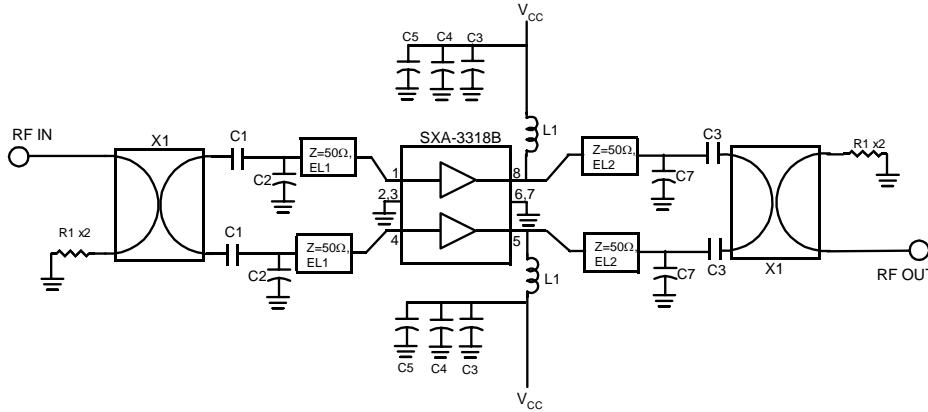 V_CC
C5 C4 C3
L1
SXA-3318B
RF IN
X1
C1
Z=50Ω, EL1
C2
1
8
2,3
6,7
4
5
Z=50Ω, EL2
C3
C7
R1 x2
R1 x2
C1
C2
Z=50Ω, EL1
L1
Z=50Ω, EL2
C7
C3
X1
RF OUT
C5 C4 C3
V_CC